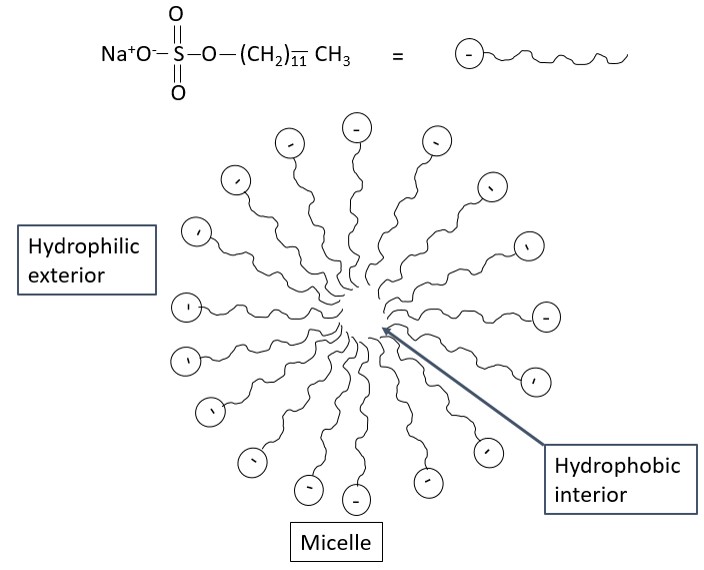 O
Na⁺O⁻—S—O—(CH₂)₁₁— CH₃ = -
O
Hydrophilic
exterior
Hydrophobic
interior
Micelle